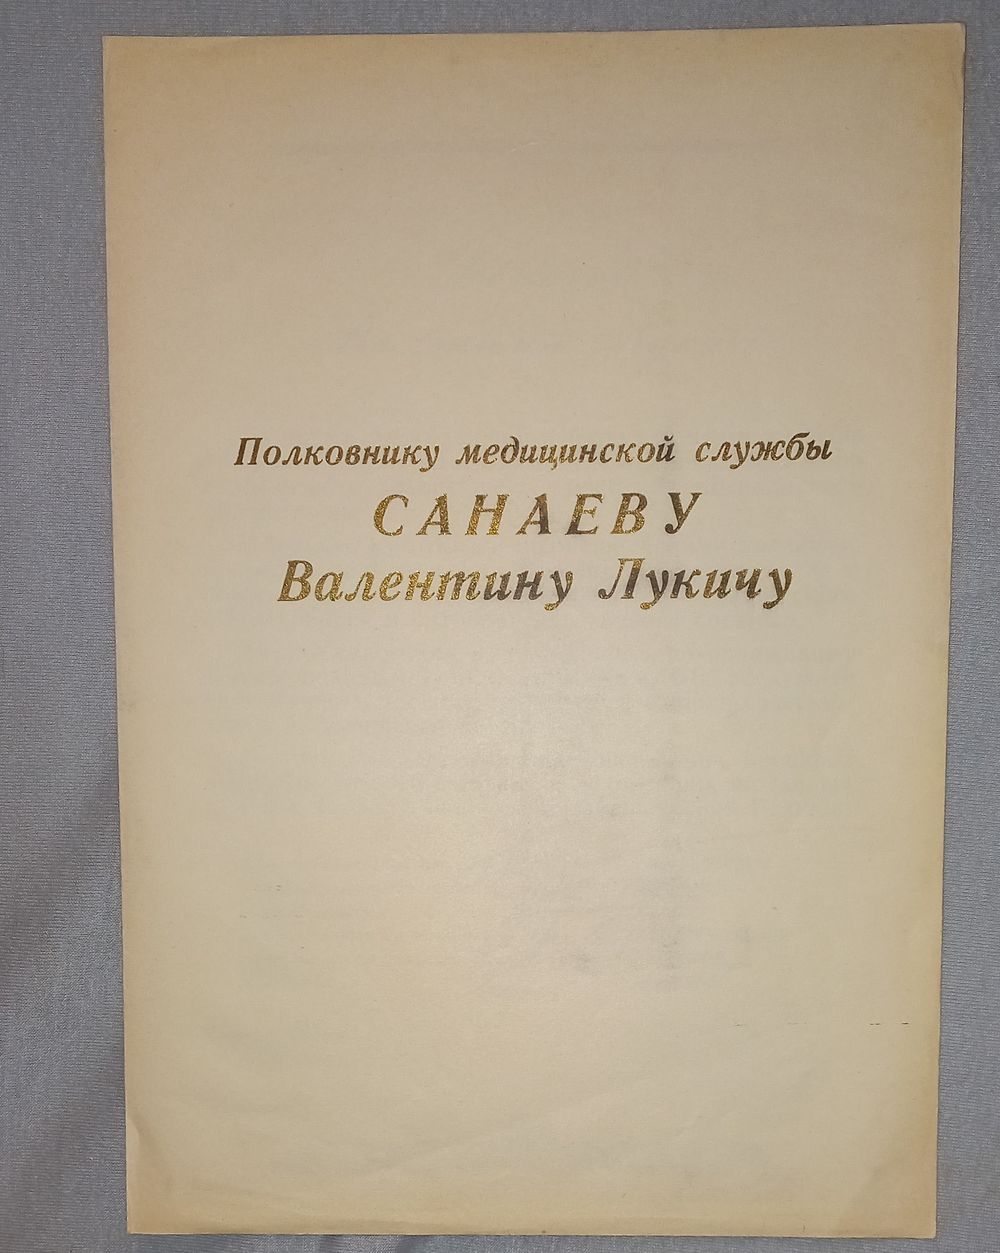 Полковнику медицинской службы
САНАЕВУ
Валентину Лукичу